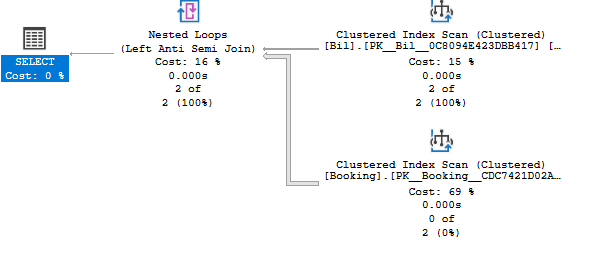 SELECT
Cost: 0 %
Nested Loops
(Left Anti Semi Join)
Cost: 16 %
0.000s
2 of
2 (100%)
Clustered Index Scan (Clustered)
[Bil].[PK__Bil__0C8094E423DBB417] […
Cost: 15 %
0.000s
2 of
2 (100%)
Clustered Index Scan (Clustered)
[Booking].[PK__Booking__CDC7421D02A…
Cost: 69 %
0.000s
0 of
2 (0%)